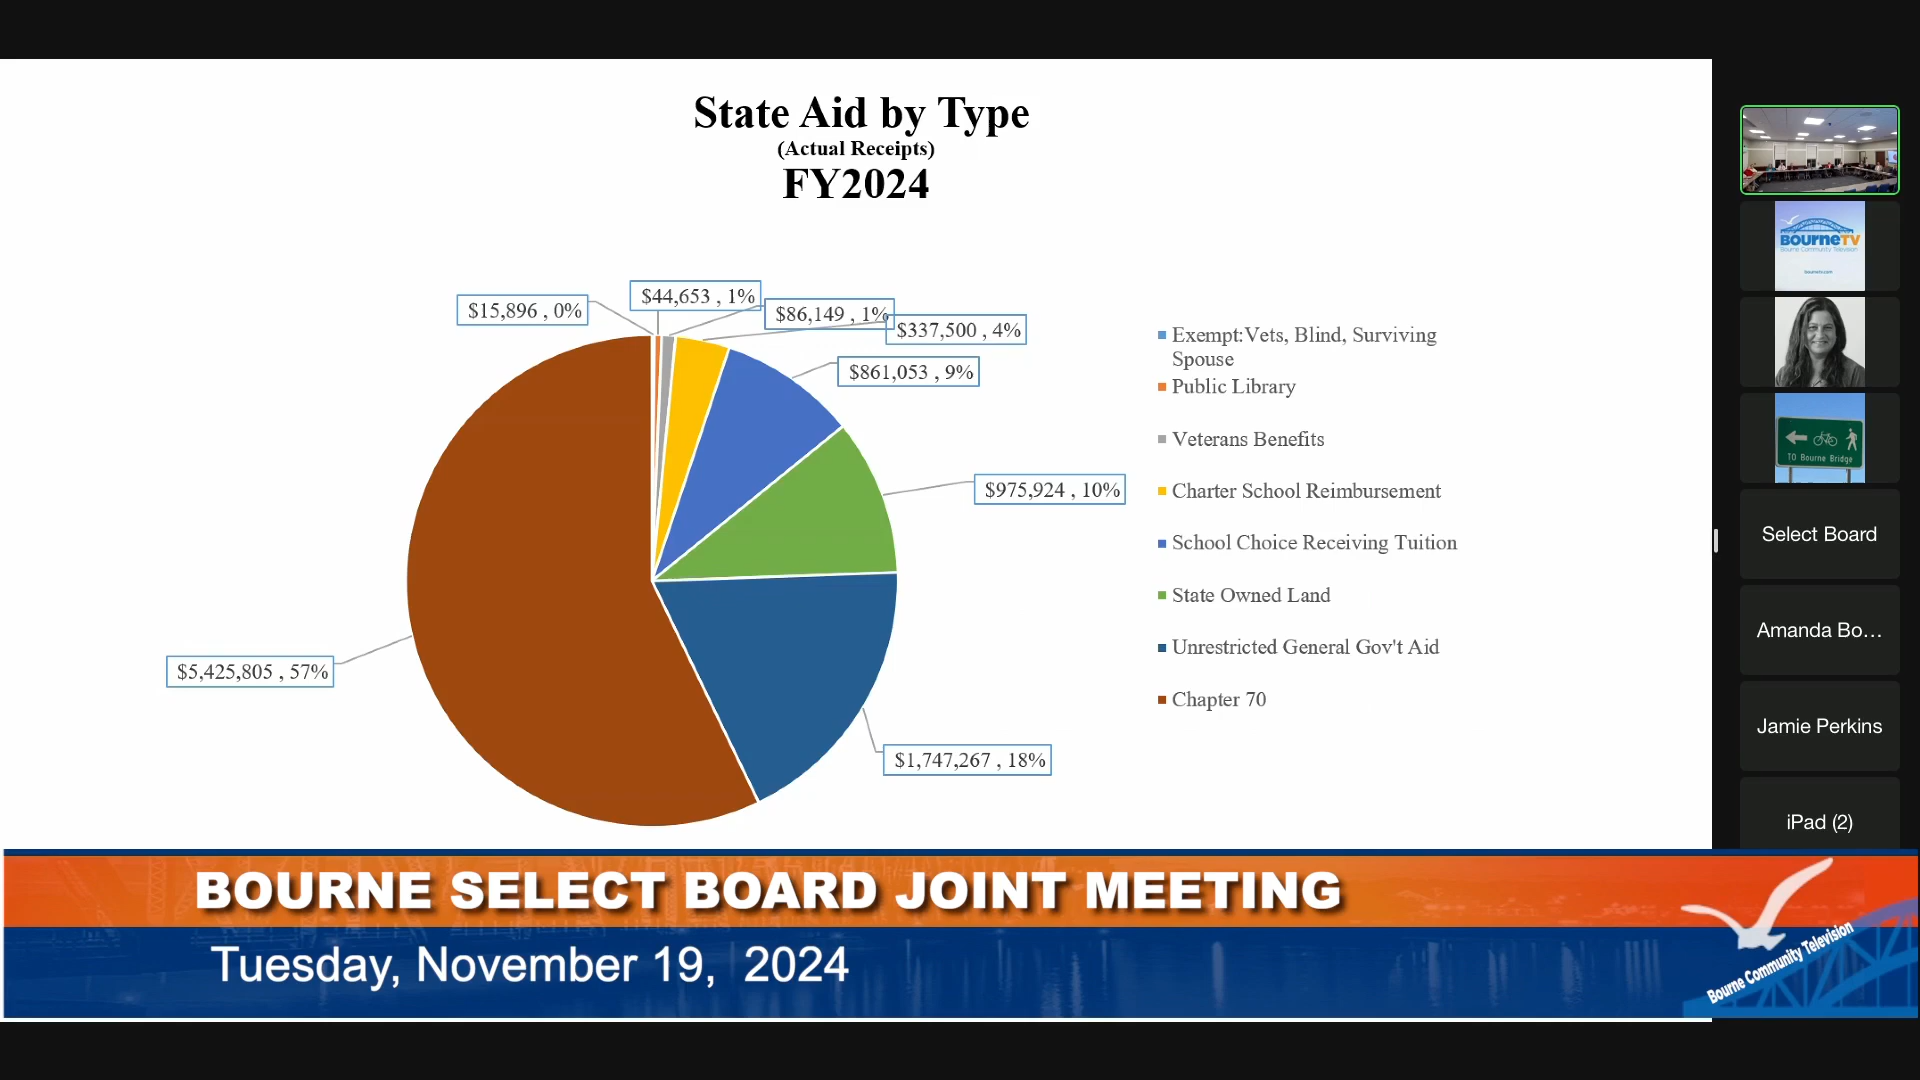 State Aid by Type
(Actual Receipts)
FY2024
$15,896 , 0%
$44,653 , 1%
$86,149 , 1%
$337,500 , 4%
$861,053 , 9%
$975,924 , 10%
$5,425,805 , 57%
$1,747,267 , 18%
Exempt:Vets, Blind, Surviving
Spouse
Public Library
Veterans Benefits
Charter School Reimbursement
School Choice Receiving Tuition
State Owned Land
Unrestricted General Gov't Aid
Chapter 70
BOURNETV
Bourne Community Television
TO Bourne Bridge
Select Board
Amanda Bo…
Jamie Perkins
iPad (2)
BOURNE SELECT BOARD JOINT MEETING
Tuesday, November 19, 2024
Bourne Community Television